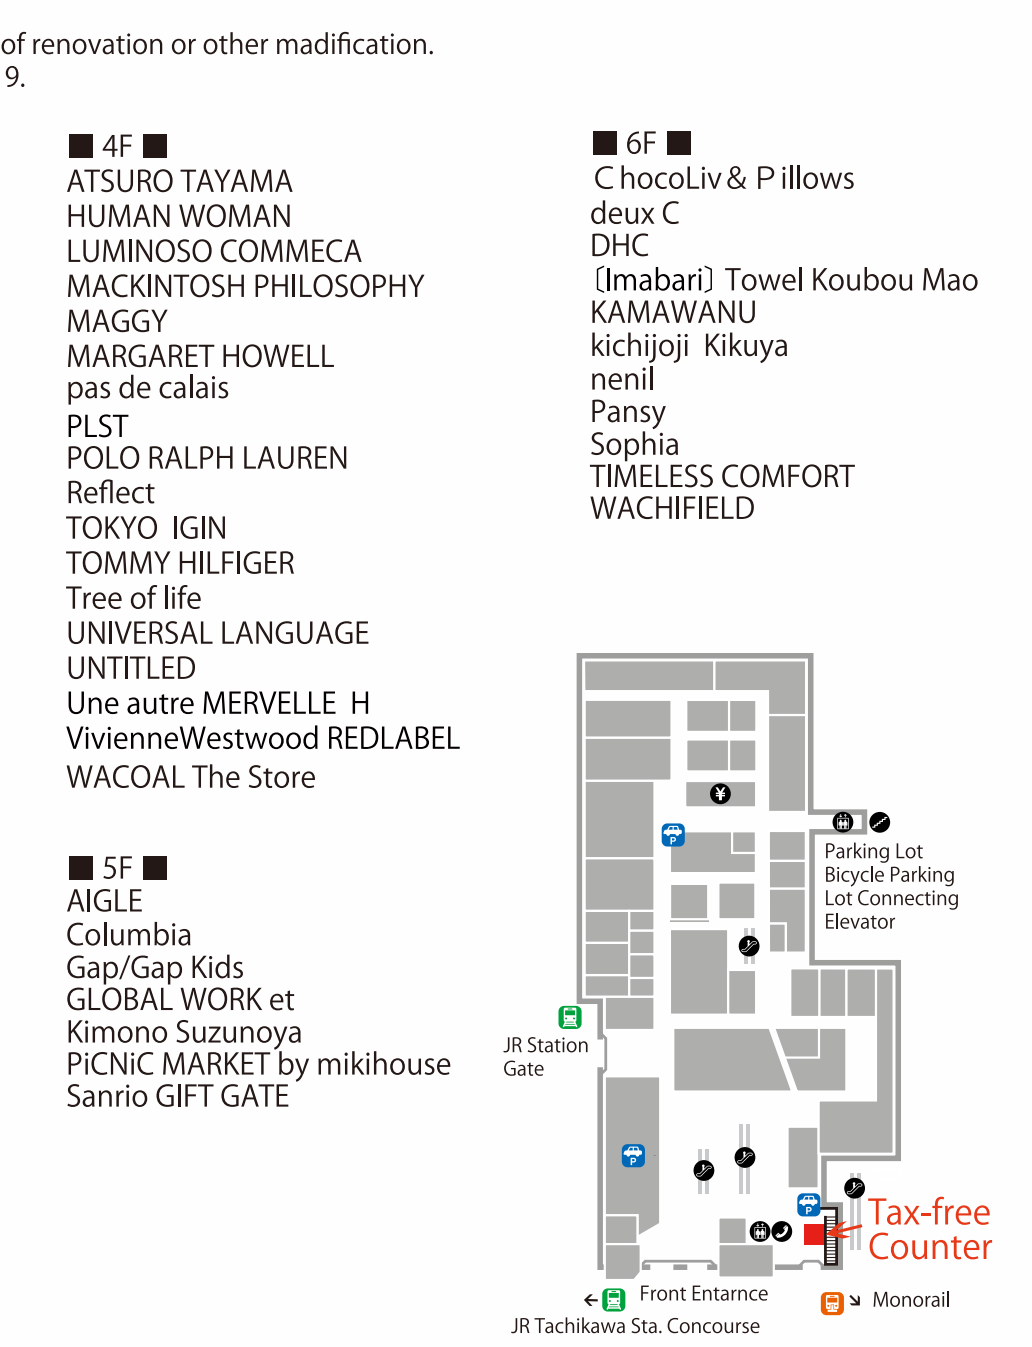 of renovation or other madification.
9.
■ 4F ■
ATSURO TAYAMA
HUMAN WOMAN
LUMINOSO COMMECA
MACKINTOSH PHILOSOPHY
MAGGY
MARGARET HOWELL
pas de calais
PLST
POLO RALPH LAUREN
Reflect
TOKYO IGIN
TOMMY HILFIGER
Tree of life
UNIVERSAL LANGUAGE
UNTITLED
Une autre MERVELLE H
VivienneWestwood REDLABEL
WACOAL The Store
■ 5F ■
AIGLE
Columbia
Gap/Gap Kids
GLOBAL WORK et
Kimono Suzunoya
PiCNiC MARKET by mikihouse
Sanrio GIFT GATE
■ 6F ■
ChocoLiv& Pillows
deux C
DHC
〔Imabari〕Towel Koubou Mao
KAMAWANU
kichijoji Kikuya
nenil
Pansy
Sophia
TIMELESS COMFORT
WACHIFIELD
¥
P
Parking Lot
Bicycle Parking
Lot Connecting
Elevator
JR Station
Gate
P
P
Tax-free
Counter
← Front Entarnce
Monorail
JR Tachikawa Sta. Concourse